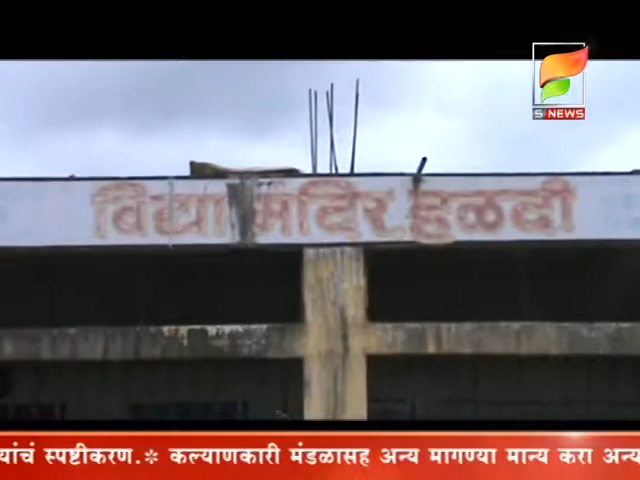 S NEWS
विद्या मंदिर हळदी
यांचं स्पष्टीकरण.* कल्याणकारी मंडळासह अन्य मागण्या मान्य करा अन्य